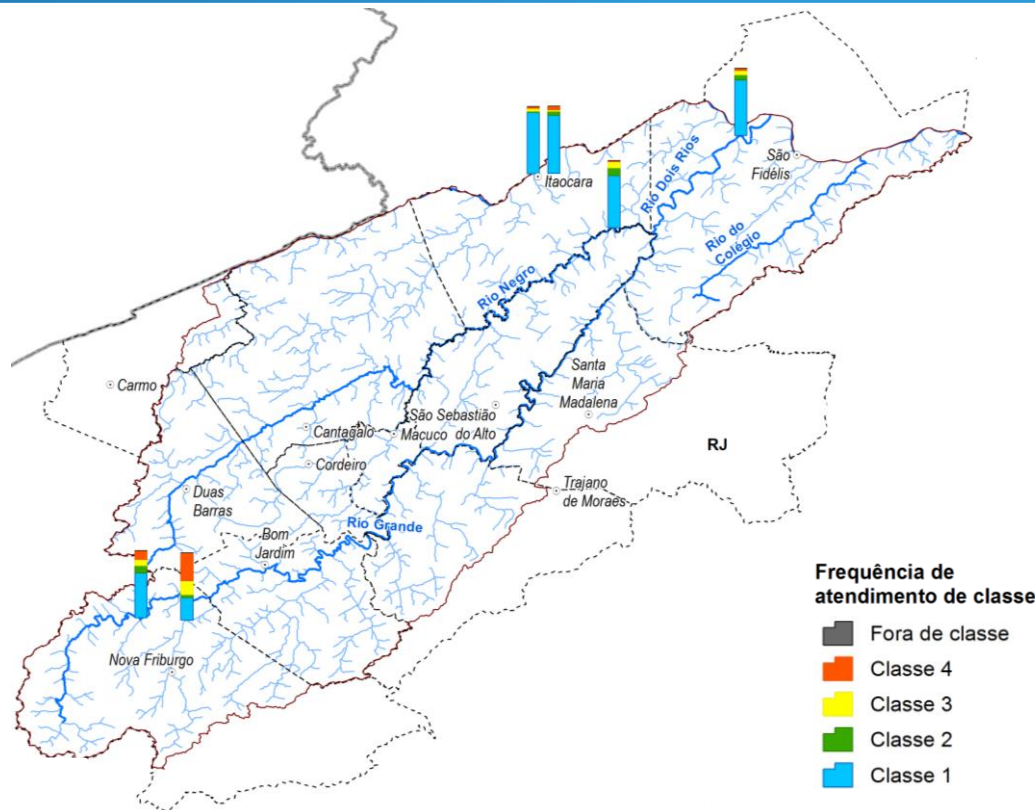 São
Fidélis
Itaocara
Rio Dois Rios
Rio do
Colégio
Rio Negro
Carmo
Santa
Maria
Madalena
São Sebastião
do Alto
Cantagalo
Macuco
Cordeiro
RJ
Duas
Barras
Trajano
de Moraes
Rio Grande
Bom
Jardim
Nova Friburgo
Frequência de
atendimento de classe
Fora de classe
Classe 4
Classe 3
Classe 2
Classe 1